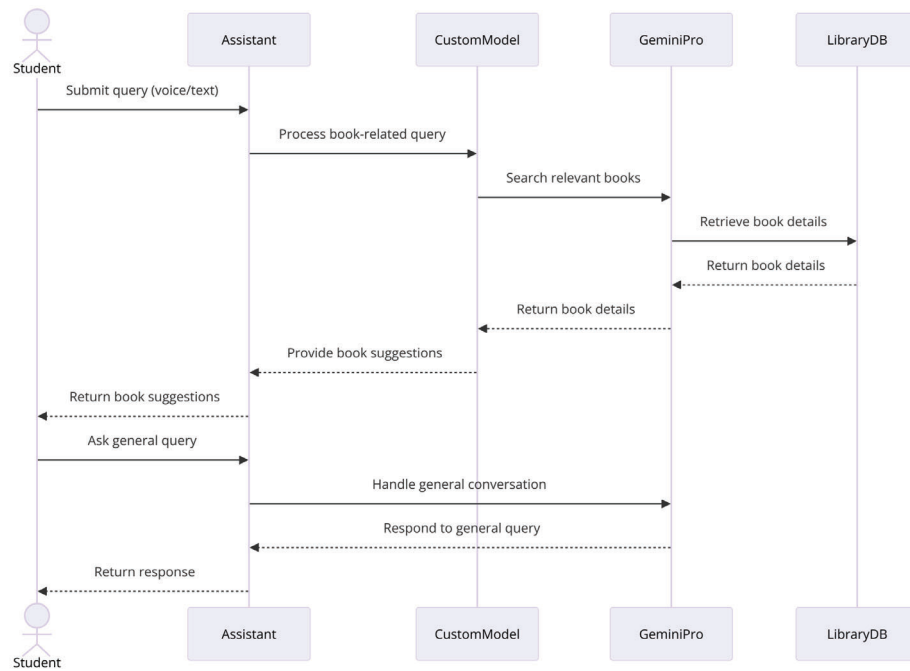 Student
Assistant
CustomModel
GeminiPro
LibraryDB
Submit query (voice/text)
Process book-related query
Search relevant books
Retrieve book details
Return book details
Return book details
Provide book suggestions
Return book suggestions
Ask general query
Handle general conversation
Respond to general query
Return response
Student
Assistant
CustomModel
GeminiPro
LibraryDB